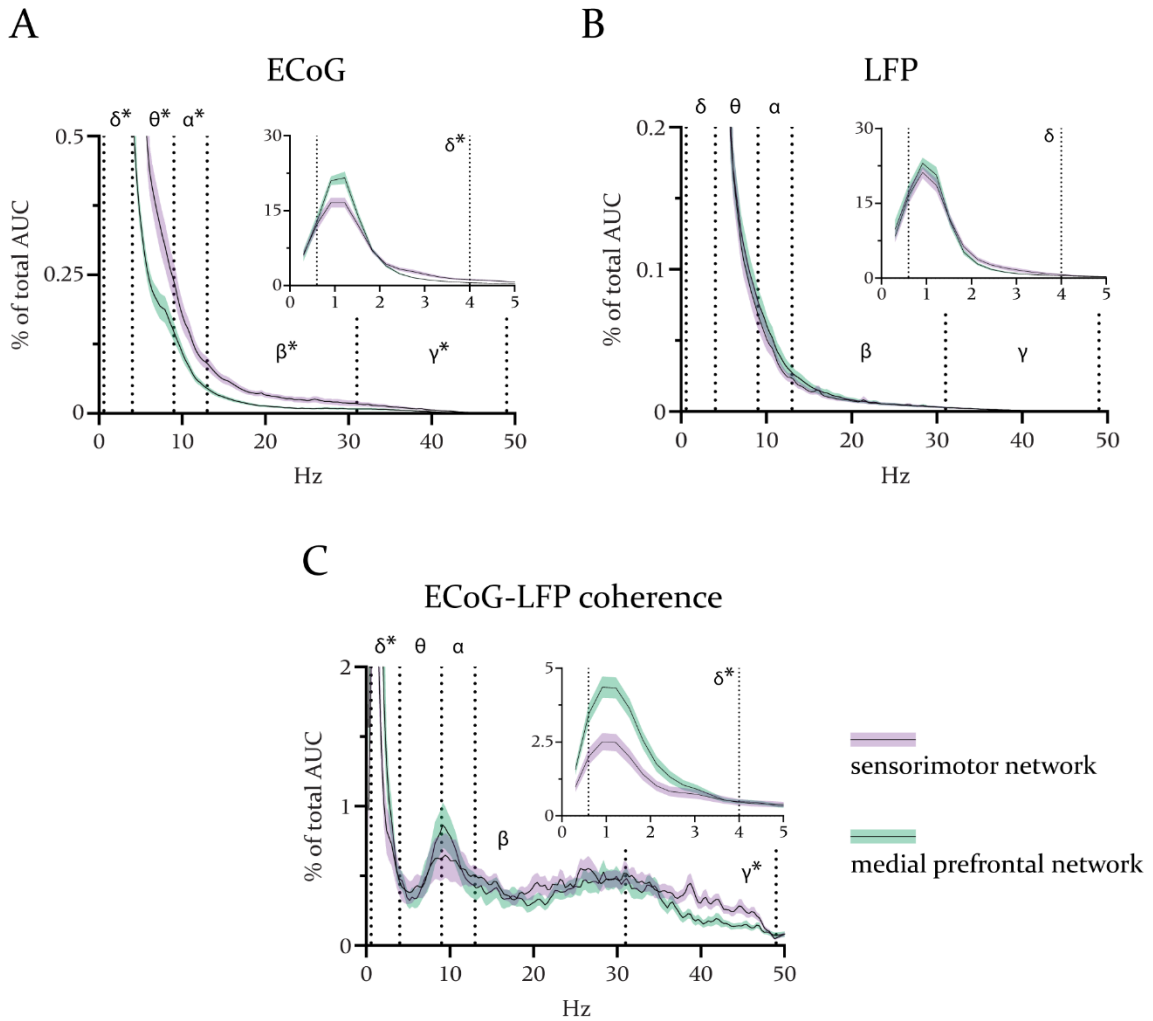 A
ECoG
δ* θ* α*
0.5
0.25
0
% of total AUC
30
15
0
δ*
0 1 2 3 4 5
β* γ*
0 10 20 30 40 50
Hz
B
LFP
δ θ α
0.2
0.1
0
% of total AUC
30
15
0
δ
0 1 2 3 4 5
β γ
0 10 20 30 40 50
Hz
C
ECoG-LFP coherence
δ* θ α
2
1
0
% of total AUC
5
2.5
0
δ*
0 1 2 3 4 5
β
γ*
0 10 20 30 40 50
Hz
sensorimotor network
medial prefrontal network